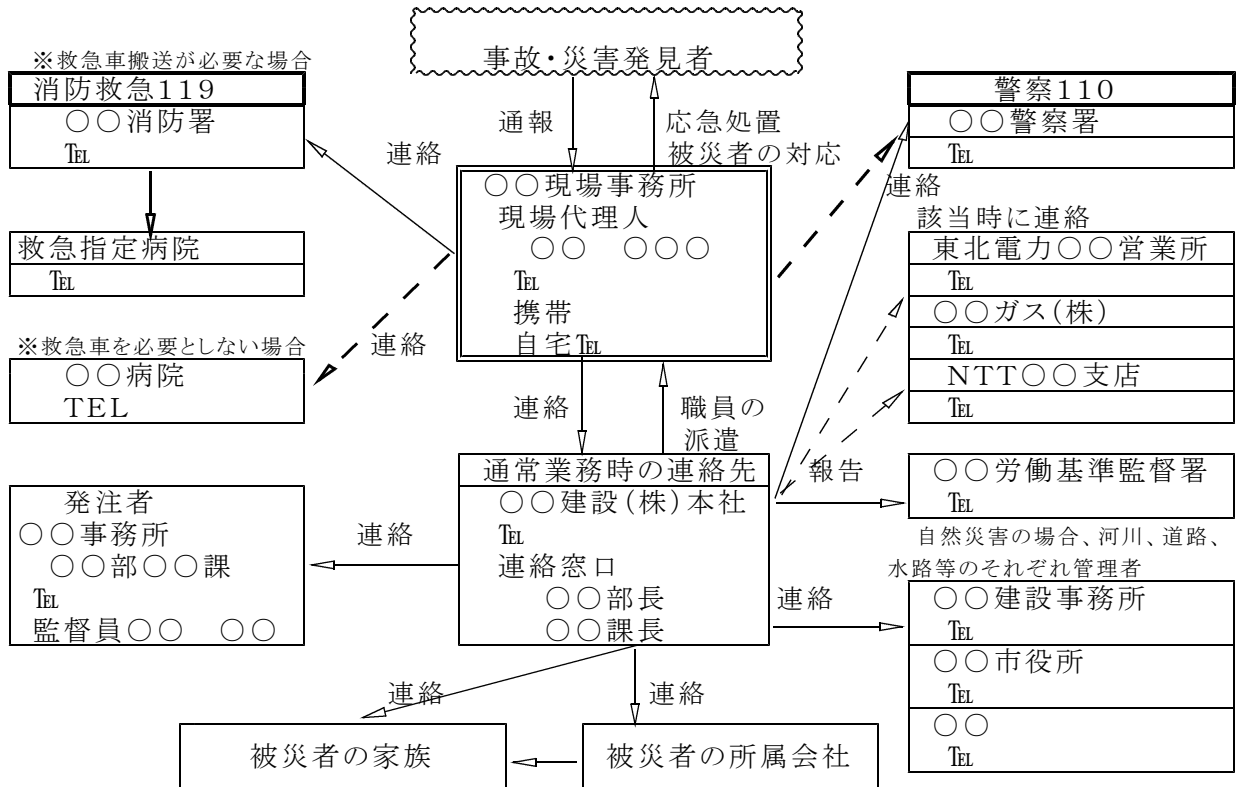 事故・災害発見者
※救急車搬送が必要な場合
消防救急119
○○消防署
℡
救急指定病院
℡
※救急車を必要としない場合
○○病院
TEL
通報
応急処置
被災者の対応
連絡
○○現場事務所
現場代理人
○○　○○○
℡
携帯
自宅℡
連絡
連絡
職員の
派遣
警察110
○○警察署
℡
連絡
該当時に連絡
東北電力○○営業所
℡
○○ガス(株)
℡
NTT○○支店
℡
通常業務時の連絡先
○○建設(株)本社
℡
連絡窓口
○○部長
○○課長
発注者
○○事務所
○○部○○課
℡
監督員○○　○○
連絡
報告
○○労働基準監督署
℡
自然災害の場合、河川、道路、
水路等のそれぞれ管理者
連絡
○○建設事務所
℡
○○市役所
℡
○○
℡
連絡
連絡
被災者の家族
被災者の所属会社